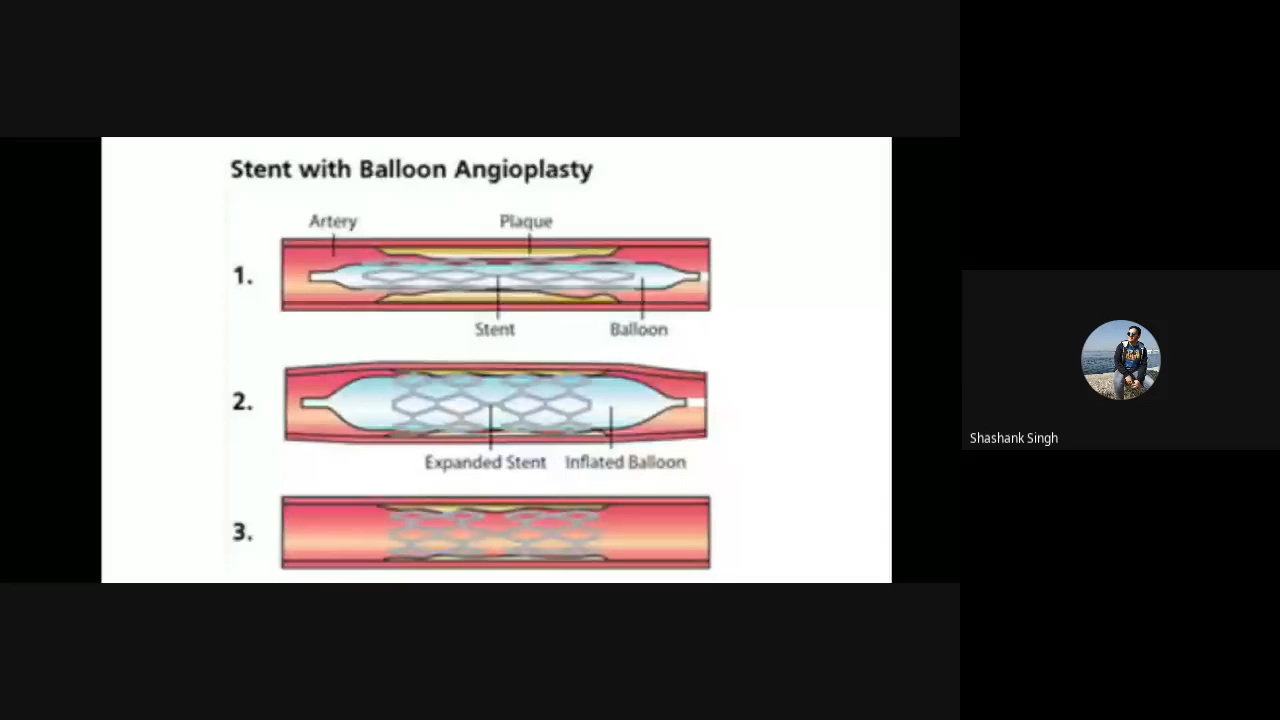 Stent with Balloon Angioplasty
Artery Plaque
1.
Stent Balloon
2.
Expanded Stent Inflated Balloon
3.
Shashank Singh